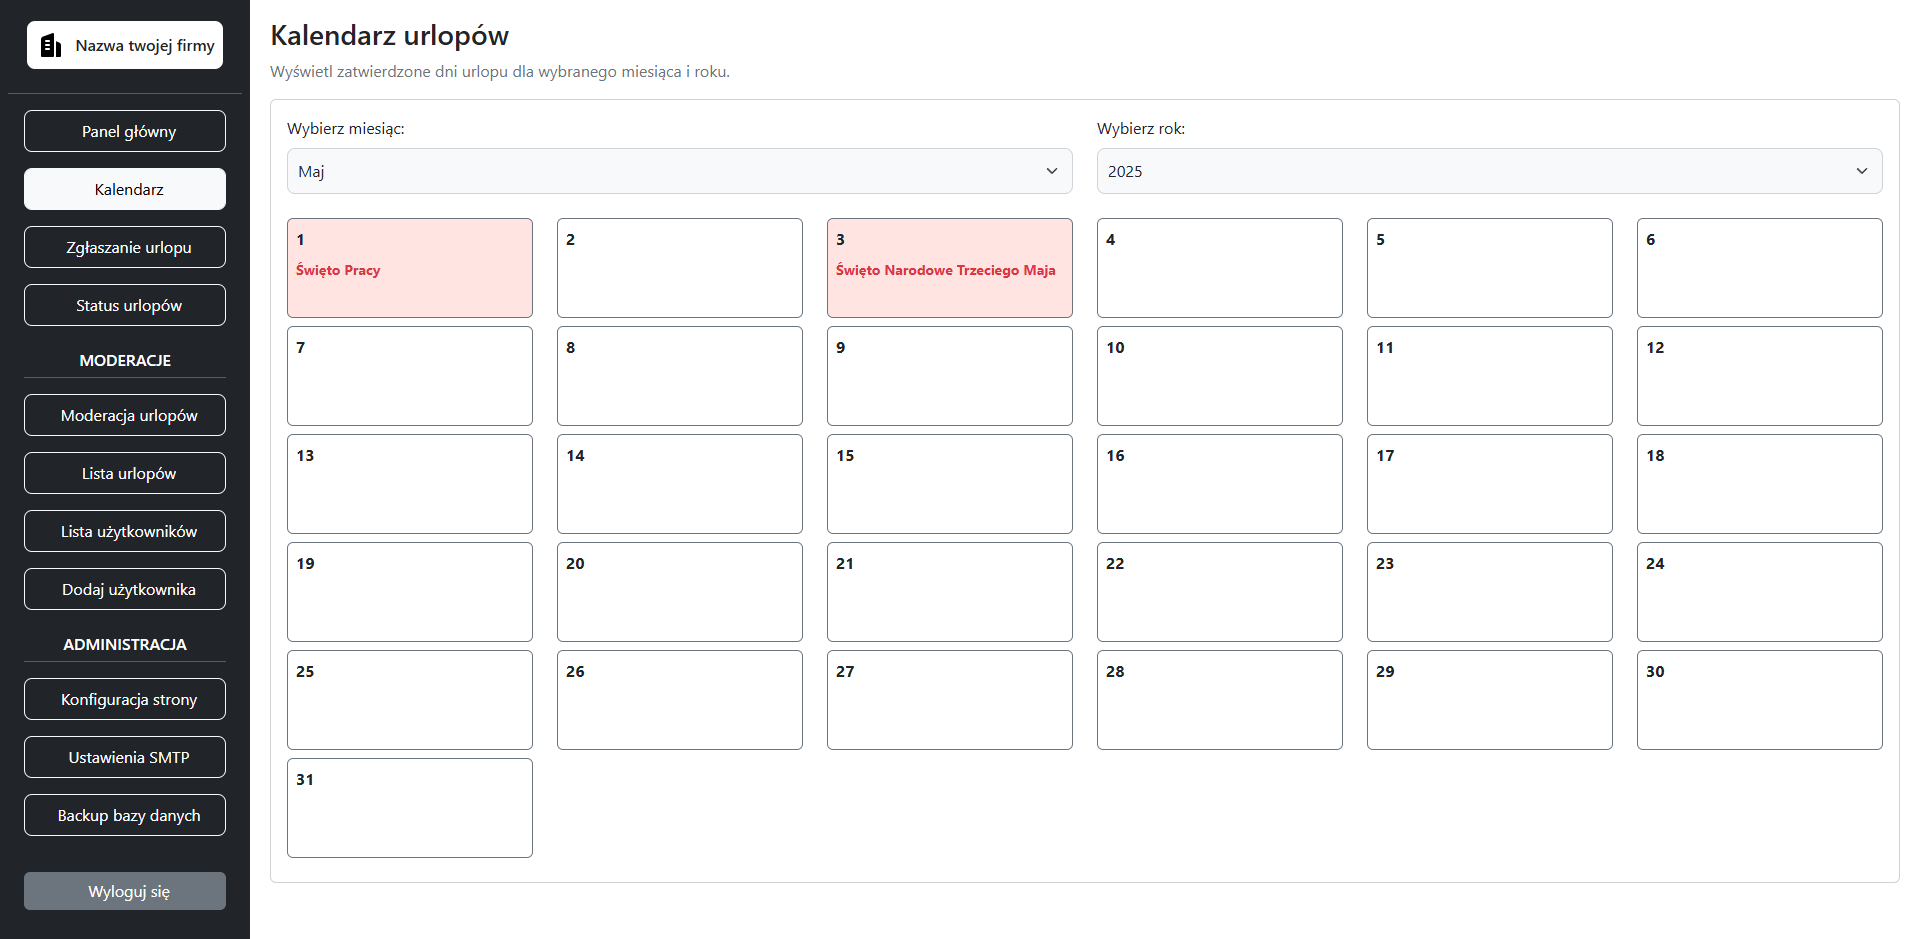 Nazwa twojej firmy
Panel główny
Kalendarz
Zgłaszanie urlopu
Status urlopów
MODERACJE
Moderacja urlopów
Lista urlopów
Lista użytkowników
Dodaj użytkownika
ADMINISTRACJA
Konfiguracja strony
Ustawienia SMTP
Backup bazy danych
Wyloguj się
Kalendarz urlopów
Wyświetl zatwierdzone dni urlopu dla wybranego miesiąca i roku.
Wybierz miesiąc: Wybierz rok:
Maj 2025
1 2 3 4 5 6
Święto Pracy Święto Narodowe Trzeciego Maja
7 8 9 10 11 12
13 14 15 16 17 18
19 20 21 22 23 24
25 26 27 28 29 30
31